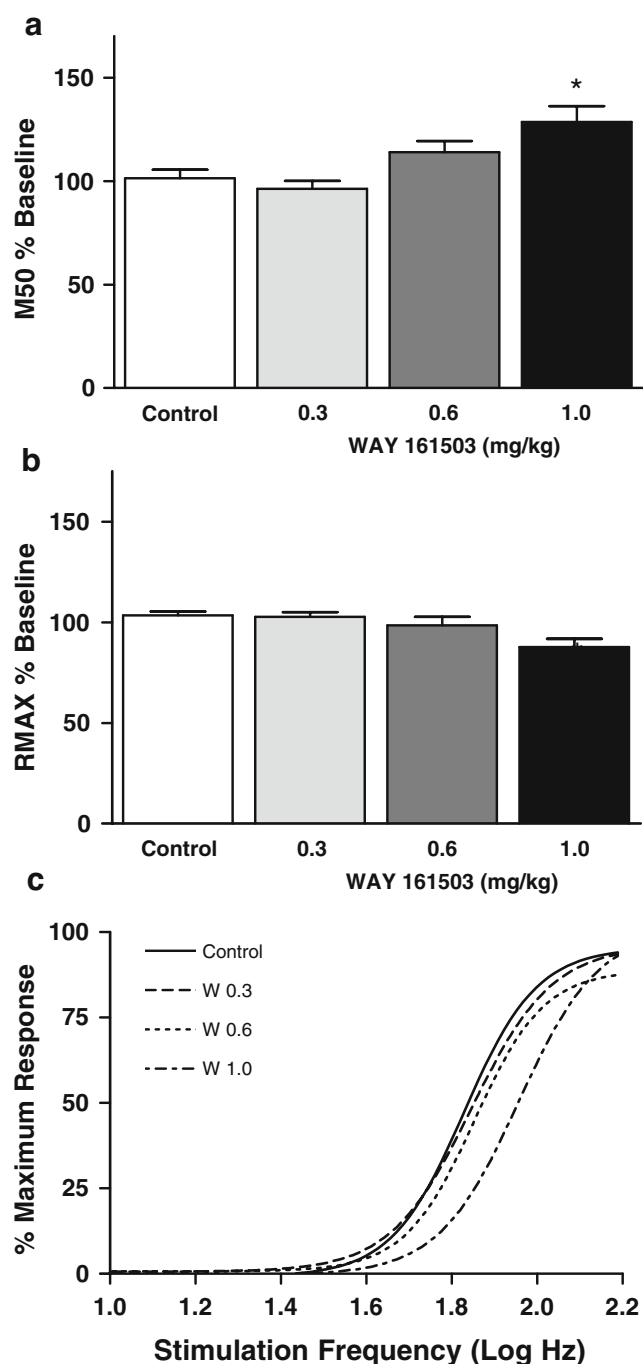 a
M50 % Baseline
150
100
50
0
*
Control 0.3 0.6 1.0
WAY 161503 (mg/kg)
b
RMAX % Baseline
150
100
50
0
Control 0.3 0.6 1.0
WAY 161503 (mg/kg)
c
% Maximum Response
100
75
50
25
0
Control
W 0.3
W 0.6
W 1.0
1.0 1.2 1.4 1.6 1.8 2.0 2.2
Stimulation Frequency (Log Hz)